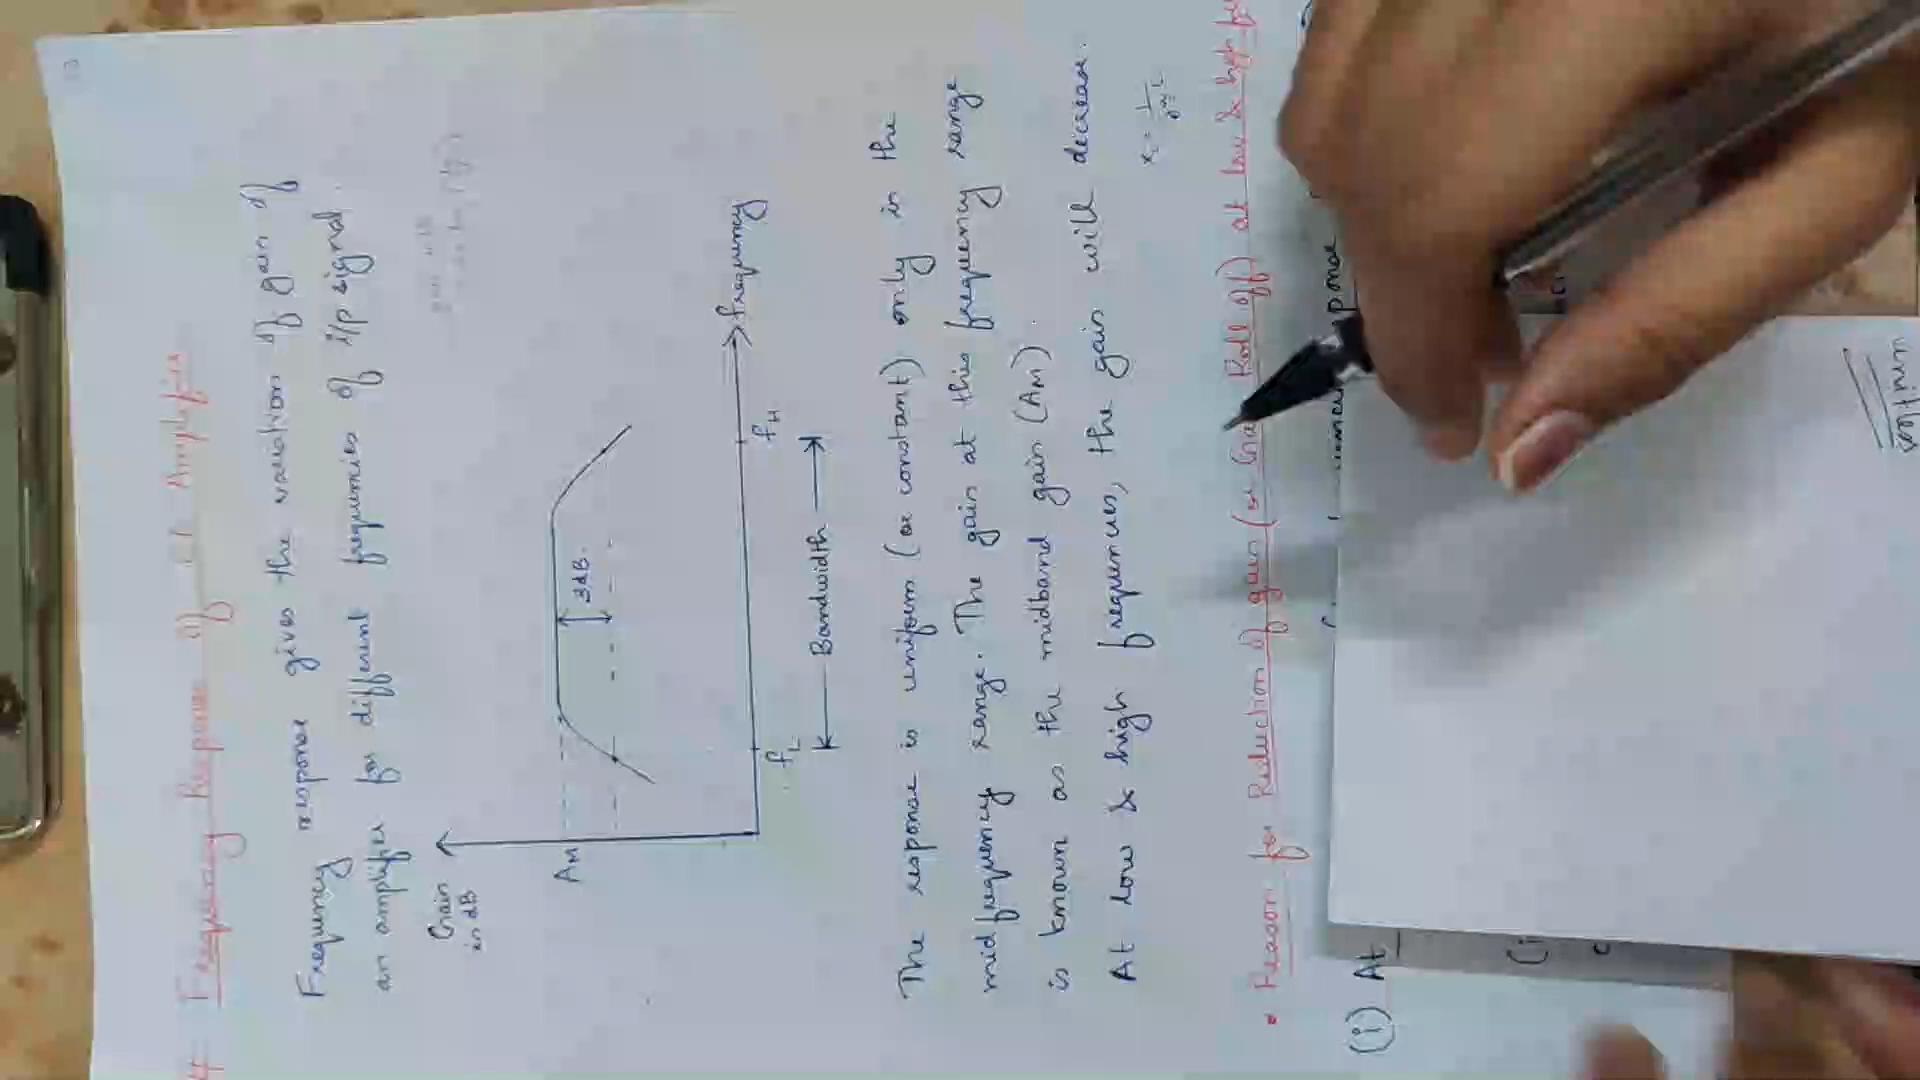 # Frequency Response of CE Amplifier
Frequency response gives the variation of gain of
an amplifier for different frequencies of i/p signal.
Gain
in dB
AM
3dB.
fL
fH
frequency
Bandwidth
The response is uniform (or constant) only in the
midfrequency range. The gain at this frequency range
is known as the midband gain (AM).
At low & high frequencies, the gain will decrease.
• Reason for Reduction of gain (or Gain Roll off) at low & high
(i) At